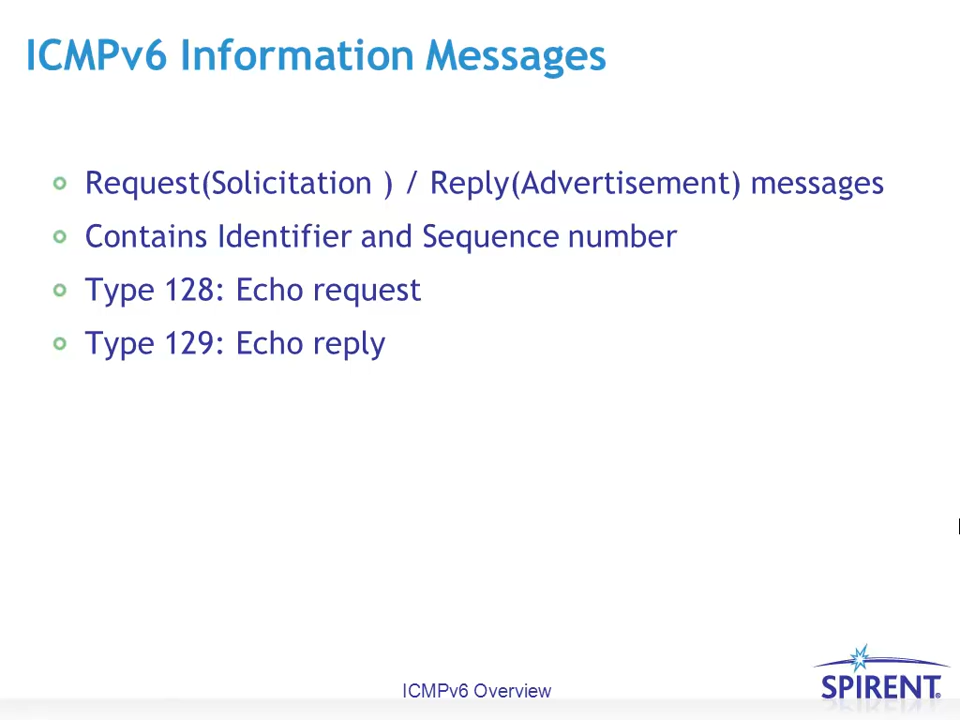 ICMPv6 Information Messages
Request(Solicitation ) / Reply(Advertisement) messages
Contains Identifier and Sequence number
Type 128: Echo request
Type 129: Echo reply
ICMPv6 Overview
SPIRENT